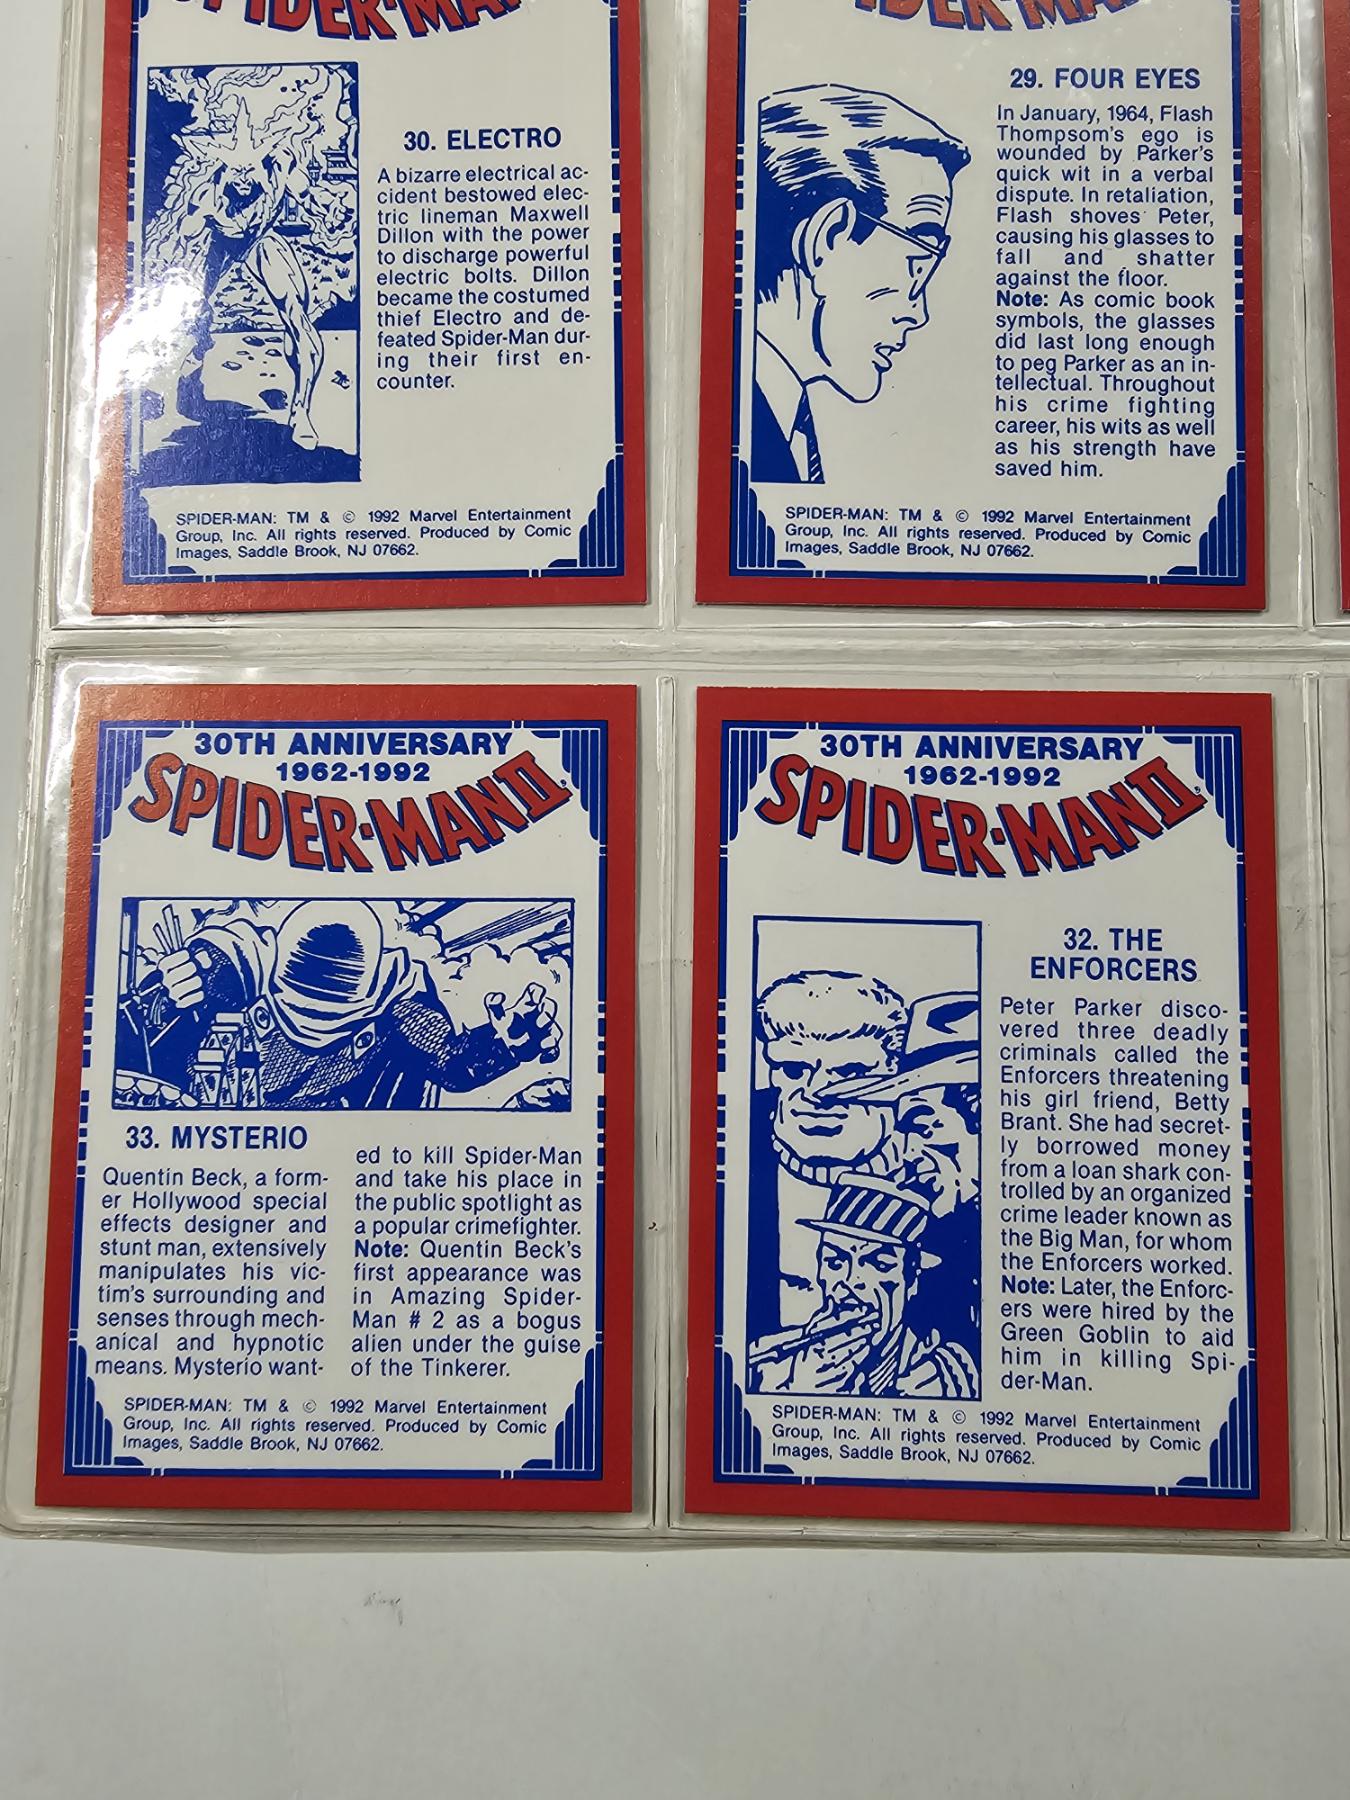 SPIDER-MAN
30. ELECTRO
A bizarre electrical ac-
cident bestowed elec-
tric lineman Maxwell
Dillon with the power
to discharge powerful
electric bolts. Dillon
became the costumed
thief Electro and de-
feated Spider-Man dur-
ing their first en-
counter.
SPIDER-MAN: TM & © 1992 Marvel Entertainment
Group, Inc. All rights reserved. Produced by Comic
Images, Saddle Brook, NJ 07662.
SPIDER-MAN
29. FOUR EYES
In January, 1964, Flash
Thompsom's ego is
wounded by Parker's
quick wit in a verbal
dispute. In retaliation,
Flash shoves Peter,
causing his glasses to
fall and shatter
against the floor.
Note: As comic book
symbols, the glasses
did last long enough
to peg Parker as an in-
tellectual. Throughout
his crime fighting
career, his wits as well
as his strength have
saved him.
SPIDER-MAN: TM & © 1992 Marvel Entertainment
Group, Inc. All rights reserved. Produced by Comic
Images, Saddle Brook, NJ 07662.
30TH ANNIVERSARY
1962-1992
SPIDER-MAN II
33. MYSTERIO
Quentin Beck, a form-
er Hollywood special
effects designer and
stunt man, extensively
manipulates his vic-
tim's surrounding and
senses through mech-
anical and hypnotic
means. Mysterio want-
ed to kill Spider-Man
and take his place in
the public spotlight as
a popular crimefighter.
Note: Quentin Beck's
first appearance was
in Amazing Spider-
Man # 2 as a bogus
alien under the guise
of the Tinkerer.
SPIDER-MAN: TM & © 1992 Marvel Entertainment
Group, Inc. All rights reserved. Produced by Comic
Images, Saddle Brook, NJ 07662.
30TH ANNIVERSARY
1962-1992
SPIDER-MAN II
32. THE
ENFORCERS
Peter Parker disco-
vered three deadly
criminals called the
Enforcers threatening
his girl friend, Betty
Brant. She had secret-
ly borrowed money
from a loan shark con-
trolled by an organized
crime leader known as
the Big Man, for whom
the Enforcers worked.
Note: Later, the Enforc-
ers were hired by the
Green Goblin to aid
him in killing Spi-
der-Man.
SPIDER-MAN: TM & © 1992 Marvel Entertainment
Group, Inc. All rights reserved. Produced by Comic
Images, Saddle Brook, NJ 07662.